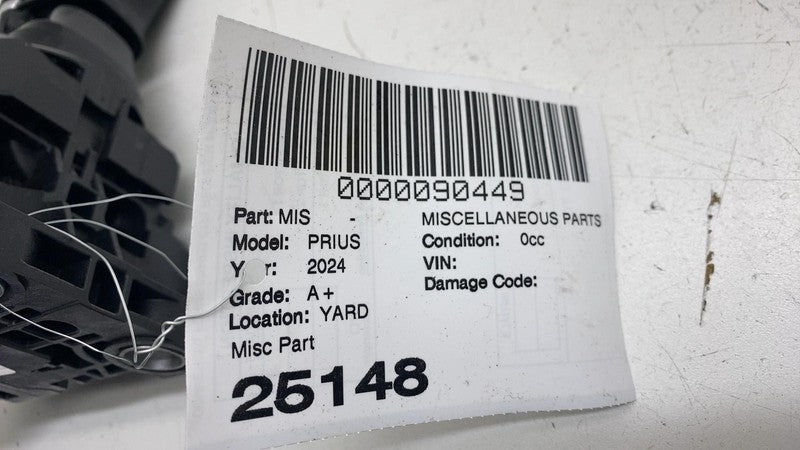 0000090449
Part: MIS - MISCELLANEOUS PARTS
Model: PRIUS Condition: 0cc
Year: 2024 VIN:
Grade: A+ Damage Code:
Location: YARD
Misc Part
25148